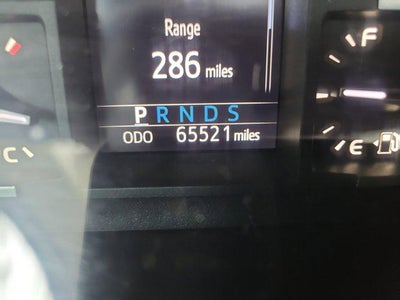 Range
286 miles
F
P R N D S
ODO 65521 miles
C
E